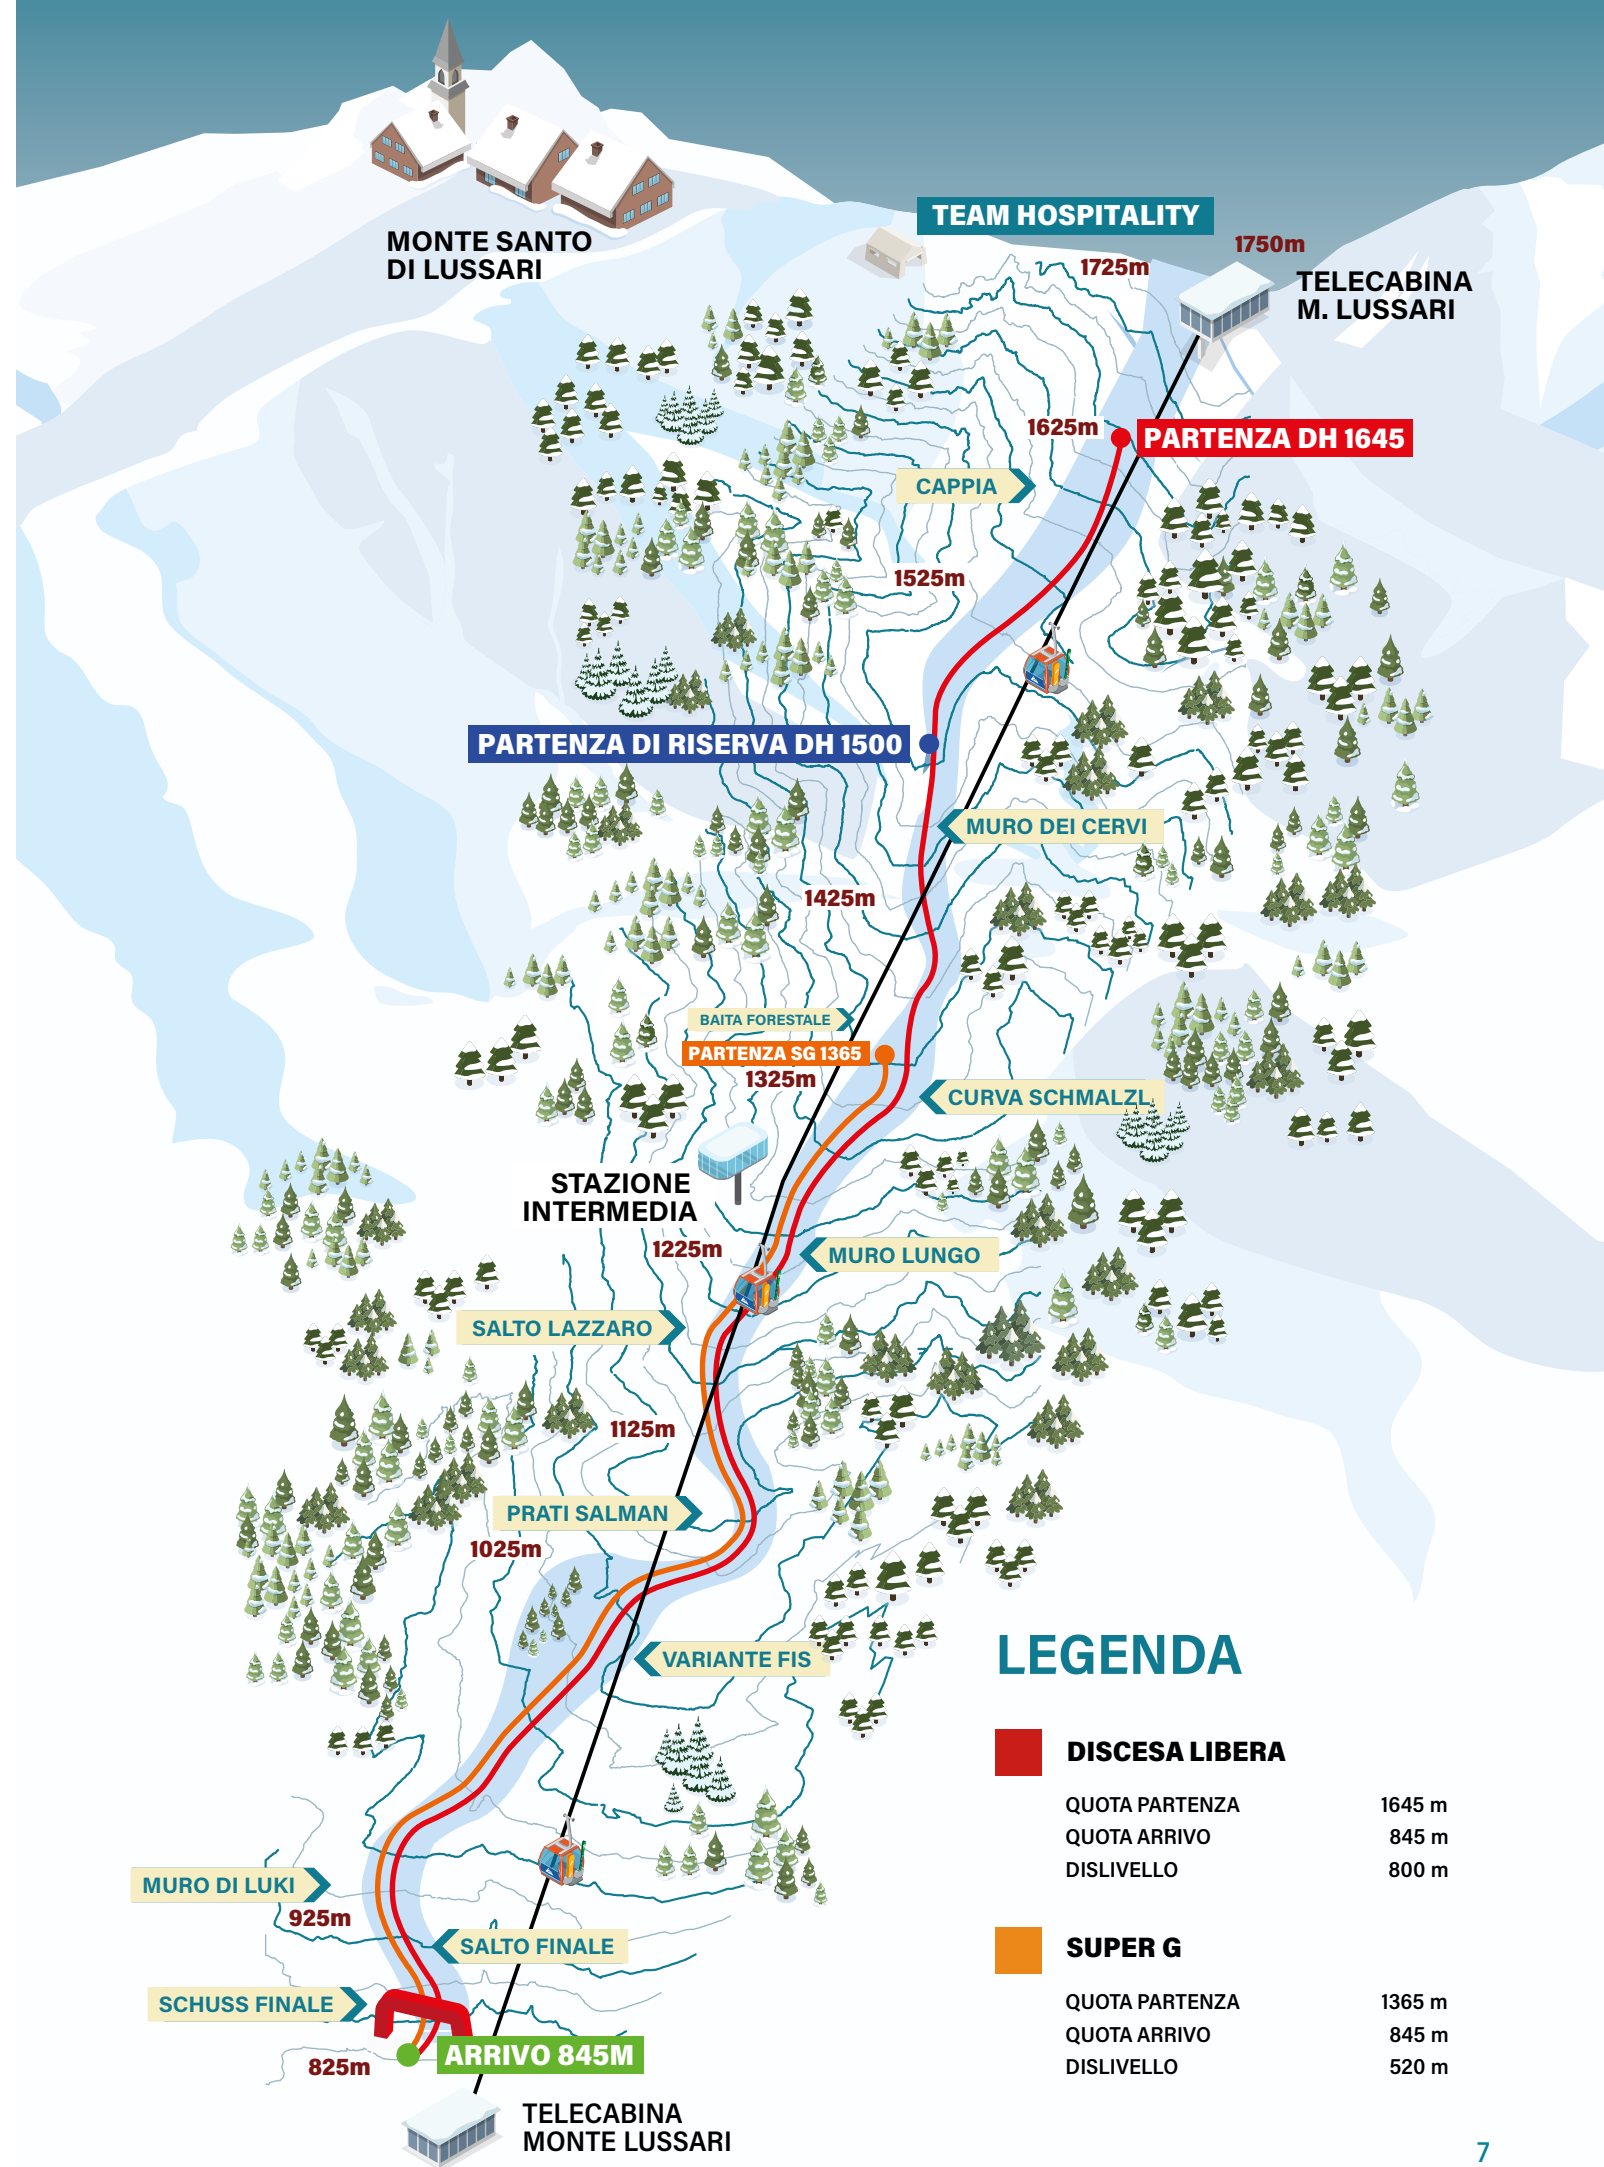 TEAM HOSPITALITY
MONTE SANTO
DI LUSSARI
1750m
1725m
TELECABINA
M. LUSSARI
1625m
PARTENZA DH 1645
CAPPIA
1525m
PARTENZA DI RISERVA DH 1500
MURO DEI CERVI
1425m
BAITA FORESTALE
PARTENZA SG 1365
1325m
CURVA SCHMALZL
STAZIONE
INTERMEDIA
1225m
MURO LUNGO
SALTO LAZZARO
1125m
PRATI SALMAN
1025m
VARIANTE FIS
MURO DI LUKI
925m
SALTO FINALE
SCHUSS FINALE
ARRIVO 845M
825m
TELECABINA
MONTE LUSSARI
LEGENDA
DISCESA LIBERA
QUOTA PARTENZA 1645 m
QUOTA ARRIVO 845 m
DISLIVELLO 800 m
SUPER G
QUOTA PARTENZA 1365 m
QUOTA ARRIVO 845 m
DISLIVELLO 520 m
7